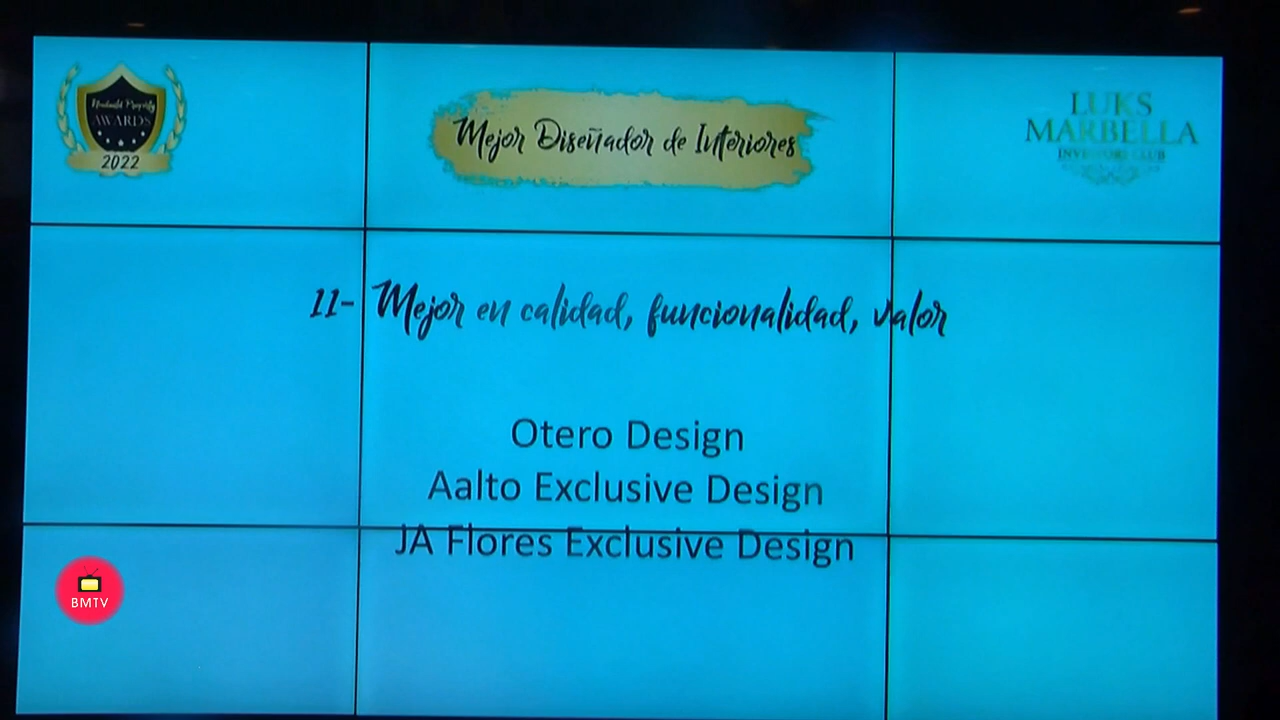 Mejor Diseñador de Interiores
AWARDS
2022
LUKS
MARBELLA
INVESTORS CLUB
11- Mejor en calidad, funcionalidad, valor
Otero Design
Aalto Exclusive Design
JA Flores Exclusive Design
BMTV